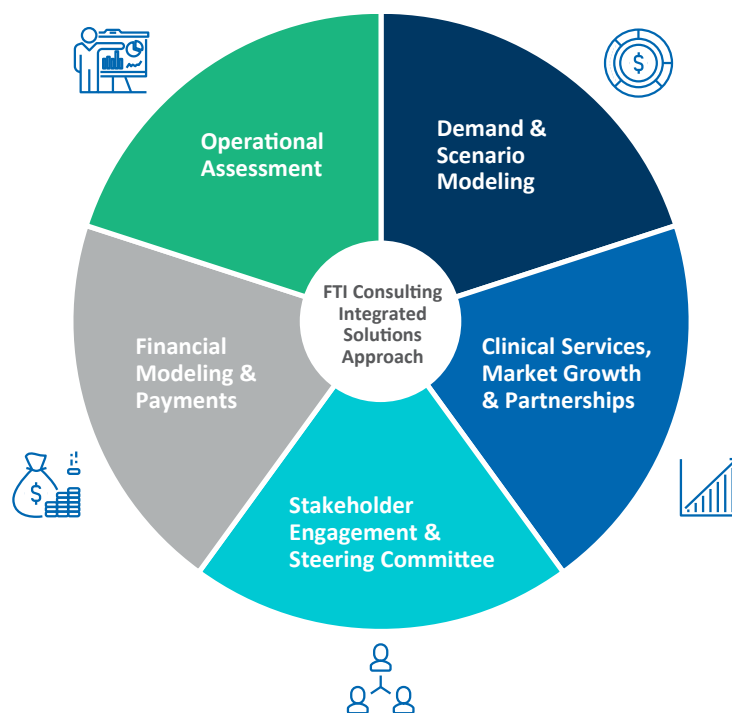 Operational
Assessment
Demand &
Scenario
Modeling
FTI Consulting
Integrated
Solutions
Approach
Financial
Modeling &
Payments
Clinical Services,
Market Growth
& Partnerships
Stakeholder
Engagement &
Steering Committee
$
$